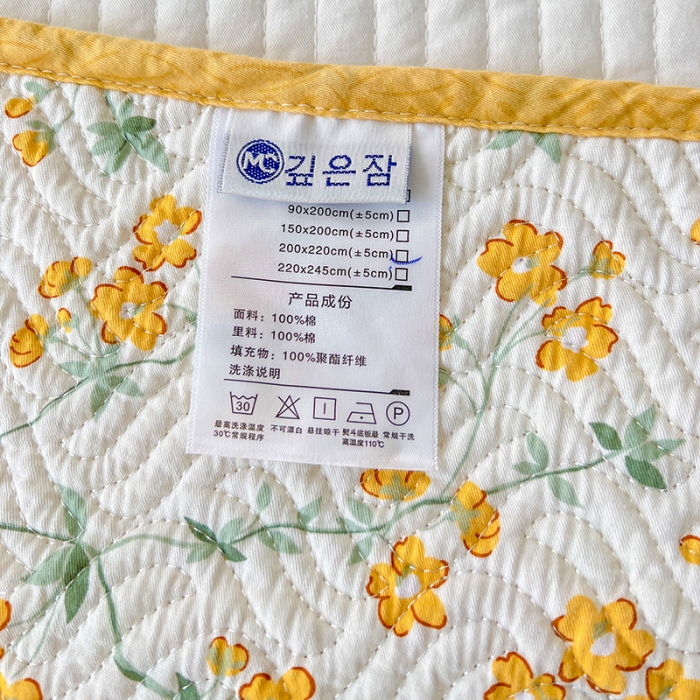 MC 깊은잠
90x200cm(±5cm)
150x200cm(±5cm)
200x220cm(±5cm)
220x245cm(±5cm)
产品成份
面料：100%棉
里料：100%棉
填充物：100%聚酯纤维
洗涤说明
30 P
最高洗涤温度 不可漂白 悬挂晾干 熨斗底板最 常规干洗
30℃常规程序 高温度110℃